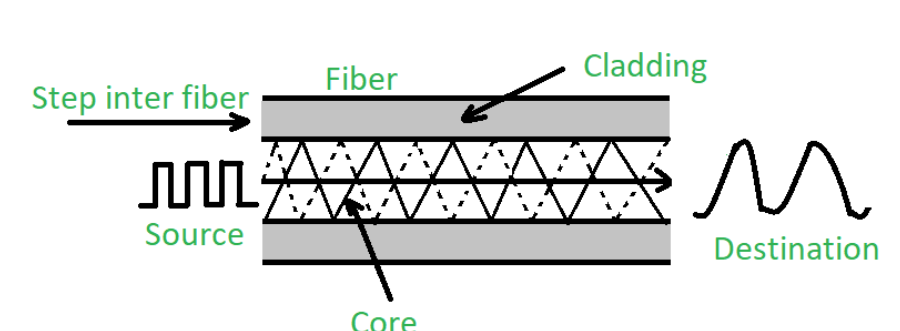 Fiber
Cladding
Step inter fiber
Source
Destination
Core